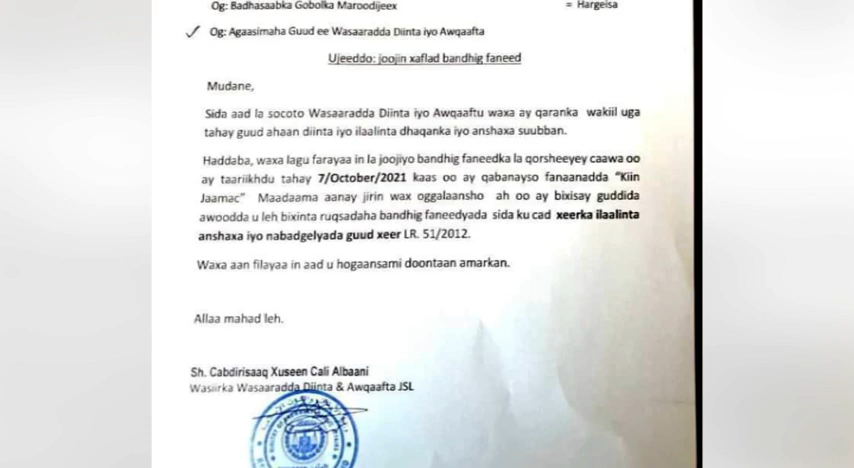 Og: Badhasaabka Gobolka Maroodijeex = Hargeisa
Og: Agaasimaha Guud ee Wasaaradda Diinta iyo Awqaafta
Ujeeddo: joojin xaflad bandhig faneed
Mudane,
Sida aad la socoto Wasaaradda Diinta iyo Awqaaftu waxa ay qaranka wakiil uga
tahay guud ahaan diinta iyo ilaalinta dhaqanka iyo anshaxa suubban.
Haddaba, waxa lagu farayaa in la joojiyo bandhig faneedka la qorsheeyey caawa oo
ay taariikhdu tahay 7/October/2021 kaas oo ay qabanayso fanaanadda “Kiin
Jaamac” Maadaama aanay jirin wax oggalaansho ah oo ay bixisay guddida
awoodda u leh bixinta ruqsadaha bandhig faneedyada sida ku cad xeerka ilaalinta
anshaxa iyo nabadgelyada guud xeer LR. 51/2012.
Waxa aan filayaa in aad u hogaansami doontaan amarkan.
Allaa mahad leh.
Sh. Cabdirisaaq Xuseen Cali Albaani
Wasiirka Wasaaradda Diinta & Awqaafta JSL